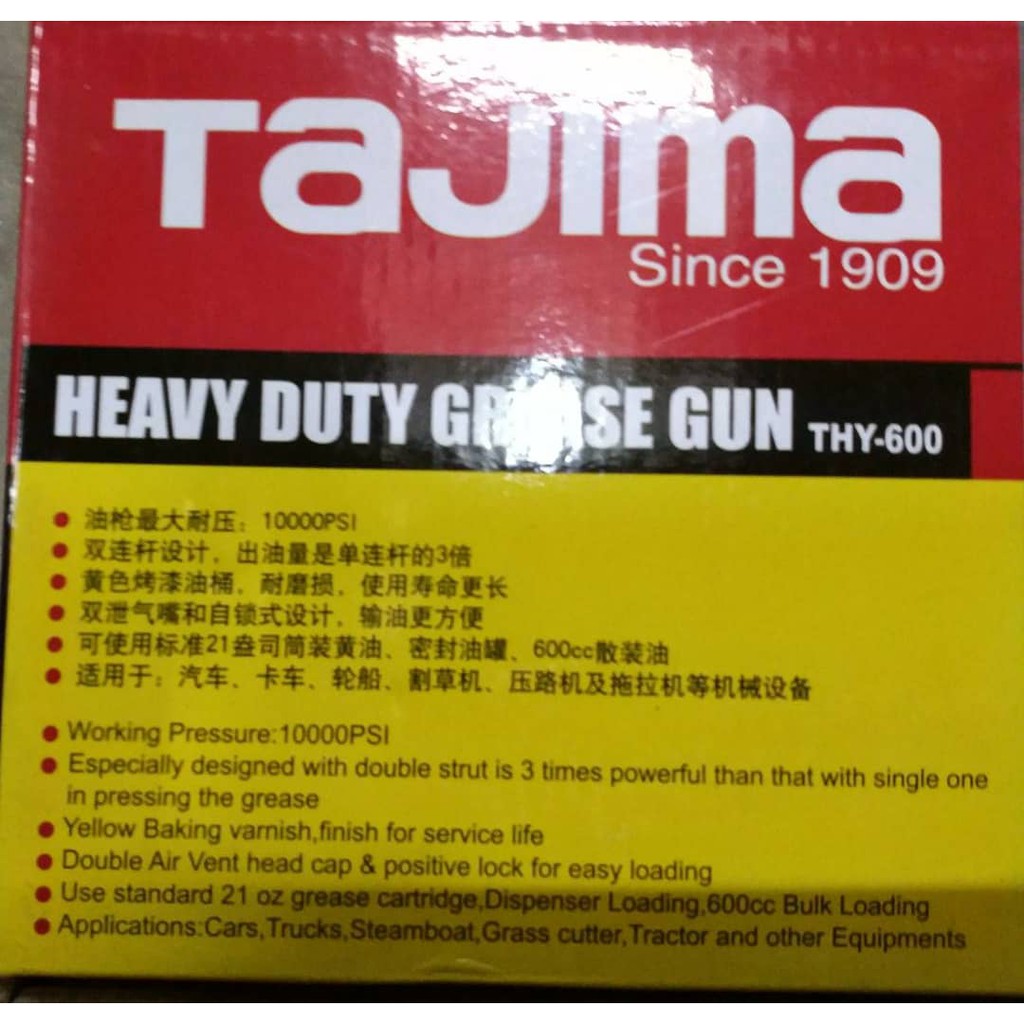 Tajima
Since 1909
HEAVY DUTY GREASE GUN THY-600
油枪最大耐压：10000PSI
双连杆设计，出油量是单连杆的3倍
黄色烤漆油桶，耐磨损，使用寿命更长
双泄气嘴和自锁式设计，输油更方便
可使用标准21盎司筒装黄油、密封油罐、600cc散装油
适用于：汽车、卡车、轮船、割草机、压路机及拖拉机等机械设备
Working Pressure:10000PSI
Especially designed with double strut is 3 times powerful than that with single one
in pressing the grease
Yellow Baking varnish,finish for service life
Double Air Vent head cap & positive lock for easy loading
Use standard 21 oz grease cartridge,Dispenser Loading,600cc Bulk Loading
Applications:Cars,Trucks,Steamboat,Grass cutter,Tractor and other Equipments